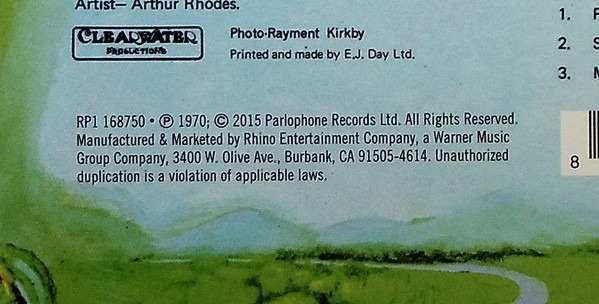 Artist— Arthur Rhodes.
CLEARWATER
PRODUCTIONS
Photo-Rayment Kirkby
Printed and made by E.J. Day Ltd.
1.
2.
3.
RP1 168750 • ℗ 1970; © 2015 Parlophone Records Ltd. All Rights Reserved.
Manufactured & Marketed by Rhino Entertainment Company, a Warner Music
Group Company, 3400 W. Olive Ave., Burbank, CA 91505-4614. Unauthorized
duplication is a violation of applicable laws.
8